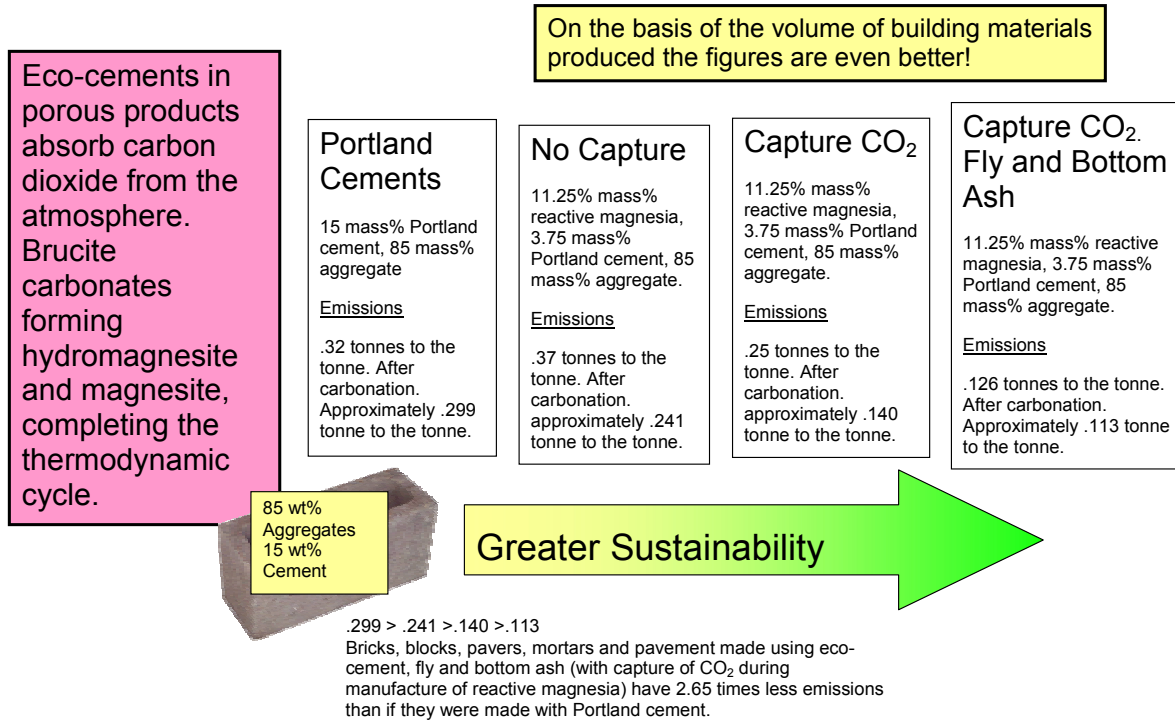 On the basis of the volume of building materials
produced the figures are even better!
Eco-cements in
porous products
absorb carbon
dioxide from the
atmosphere.
Brucite
carbonates
forming
hydromagnesite
and magnesite,
completing the
thermodynamic
cycle.
Portland
Cements
15 mass% Portland
cement, 85 mass%
aggregate
Emissions
.32 tonnes to the
tonne. After
carbonation.
Approximately .299
tonne to the tonne.
No Capture
11.25% mass%
reactive magnesia,
3.75 mass%
Portland cement, 85
mass% aggregate.
Emissions
.37 tonnes to the
tonne. After
carbonation.
approximately .241
tonne to the tonne.
Capture CO₂
11.25% mass%
reactive magnesia,
3.75 mass% Portland
cement, 85 mass%
aggregate.
Emissions
.25 tonnes to the
tonne. After
carbonation.
approximately .140
tonne to the tonne.
Capture CO₂.
Fly and Bottom
Ash
11.25% mass% reactive
magnesia, 3.75 mass%
Portland cement, 85
mass% aggregate.
Emissions
.126 tonnes to the tonne.
After carbonation.
Approximately .113 tonne
to the tonne.
85 wt%
Aggregates
15 wt%
Cement
Greater Sustainability
.299 > .241 >.140 >.113
Bricks, blocks, pavers, mortars and pavement made using eco-
cement, fly and bottom ash (with capture of CO₂ during
manufacture of reactive magnesia) have 2.65 times less emissions
than if they were made with Portland cement.